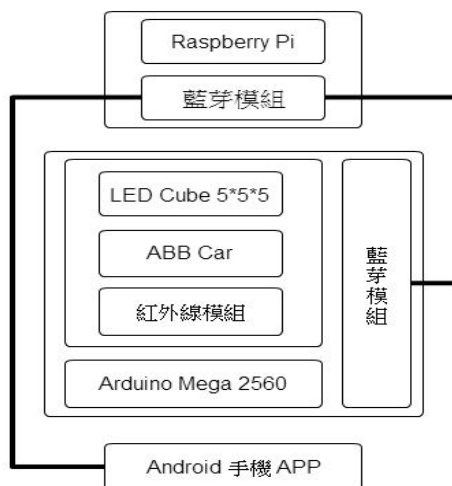 Raspberry Pi
藍芽模組
LED Cube 5*5*5
ABB Car
紅外線模組
藍芽模組
Arduino Mega 2560
Android 手機 APP